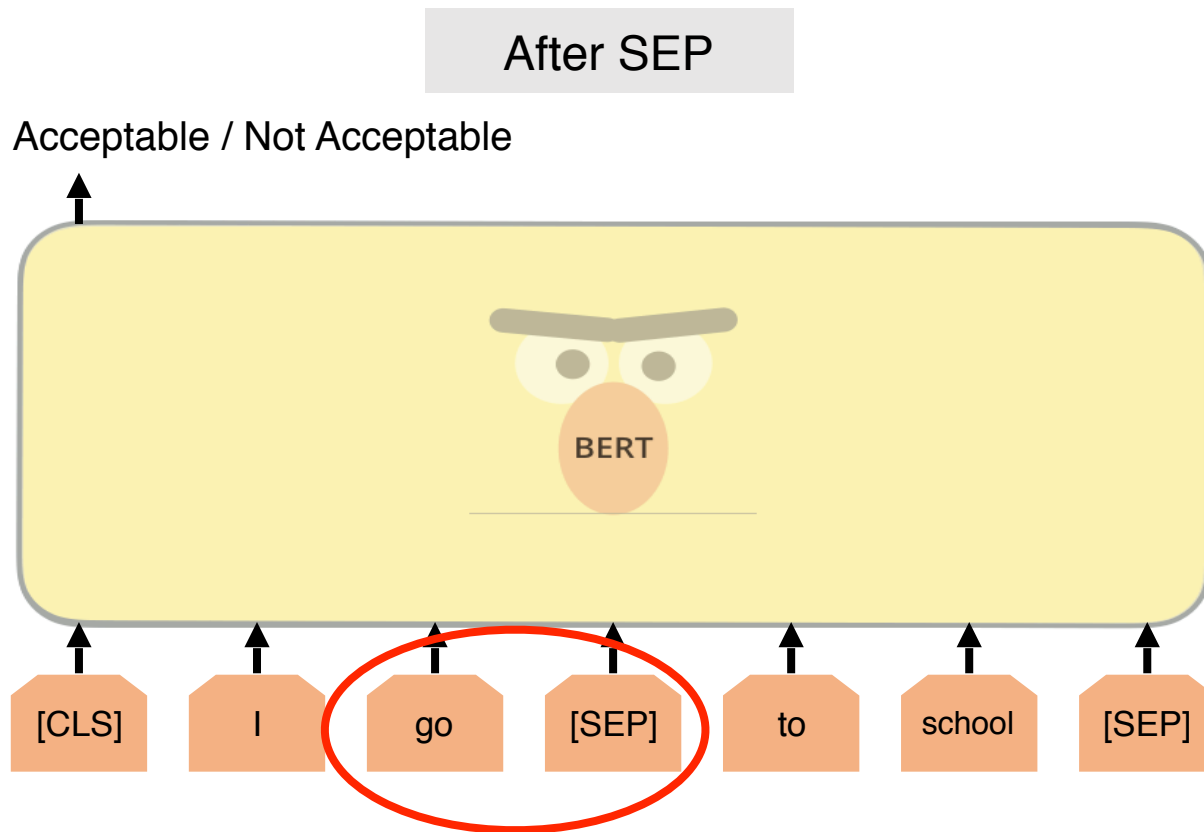 After SEP
Acceptable / Not Acceptable
BERT
[CLS] I go [SEP] to school [SEP]